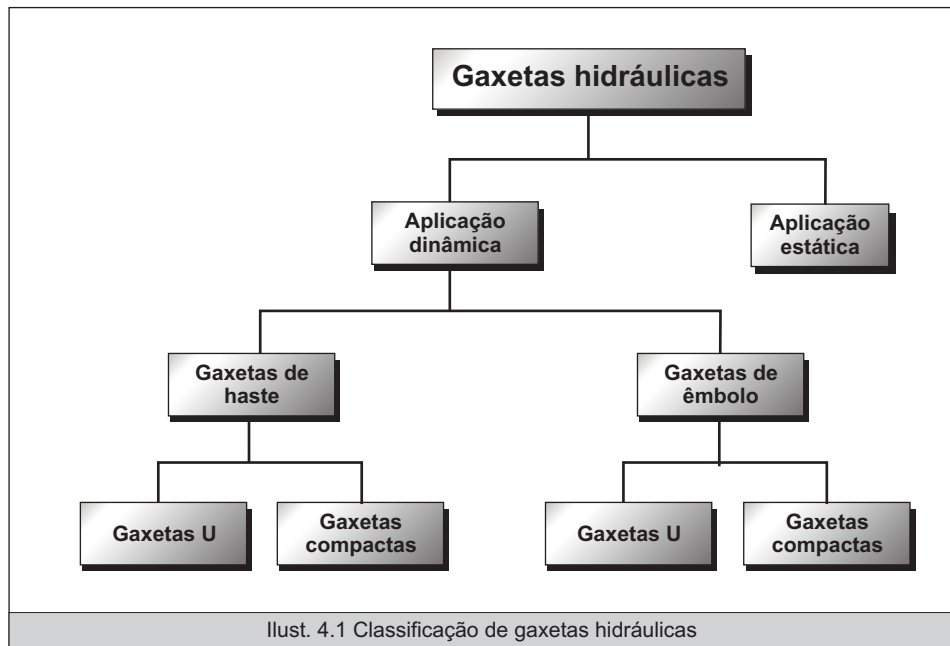 Gaxetas hidráulicas
Aplicação
dinâmica
Aplicação
estática
Gaxetas de
haste
Gaxetas de
êmbolo
Gaxetas U
Gaxetas
compactas
Gaxetas U
Gaxetas
compactas
Ilust. 4.1 Classificação de gaxetas hidráulicas